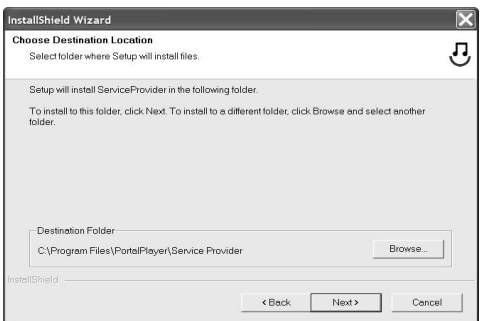 InstallShield Wizard
Choose Destination Location
Select folder where Setup will install files.
Setup will install ServiceProvider in the following folder.
To install to this folder, click Next. To install to a different folder, click Browse and select another
folder.
Destination Folder
C:\Program Files\PortalPlayer\Service Provider
Browse...
InstallShield
< Back
Next >
Cancel